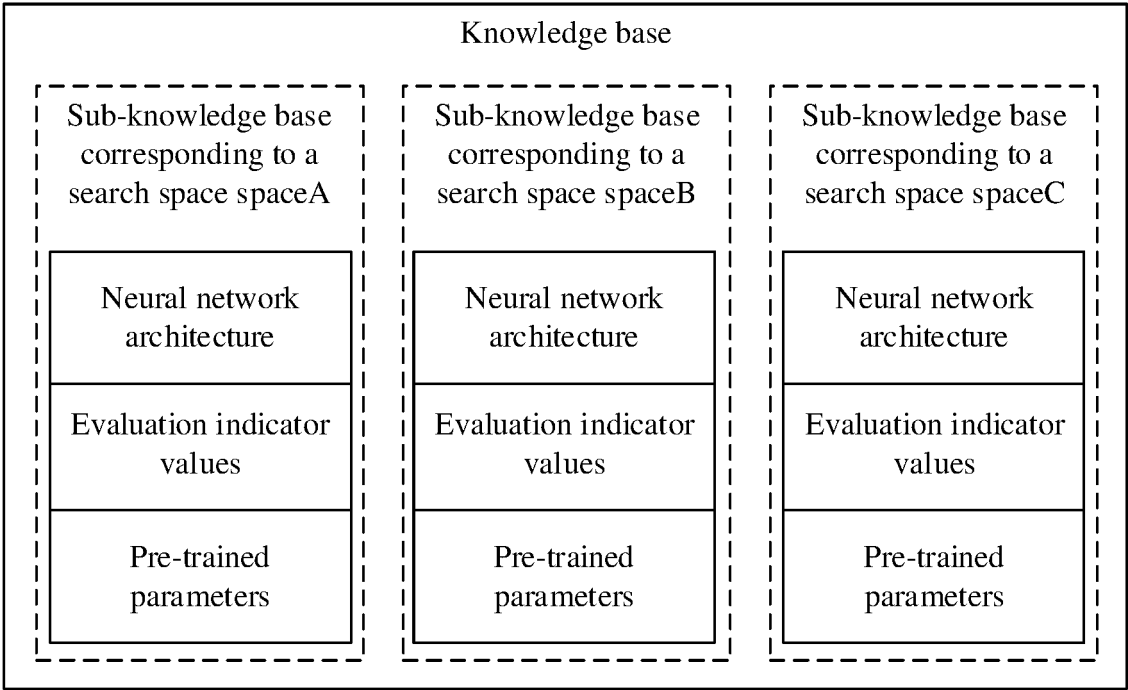 Knowledge base
Sub-knowledge base
corresponding to a
search space spaceA
Neural network
architecture
Evaluation indicator
values
Pre-trained
parameters
Sub-knowledge base
corresponding to a
search space spaceB
Neural network
architecture
Evaluation indicator
values
Pre-trained
parameters
Sub-knowledge base
corresponding to a
search space spaceC
Neural network
architecture
Evaluation indicator
values
Pre-trained
parameters